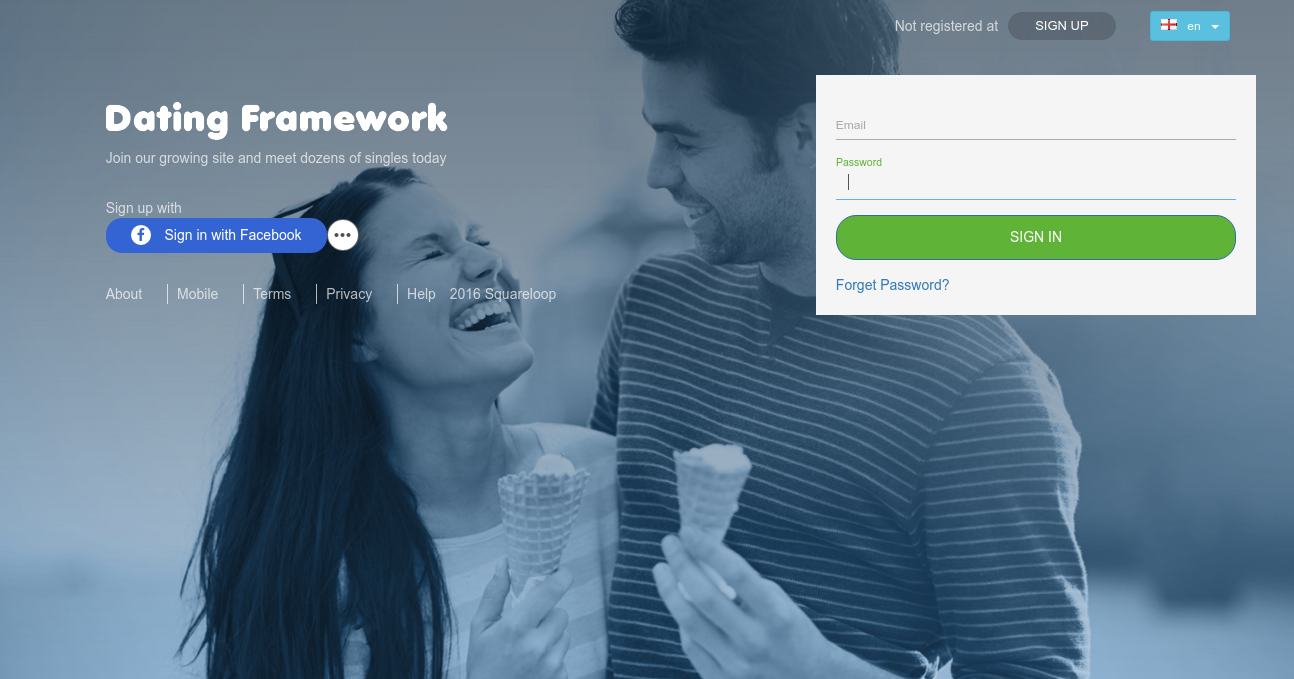 Not registered at SIGN UP en
Dating Framework
Join our growing site and meet dozens of singles today
Sign up with
Sign in with Facebook
About Mobile Terms Privacy Help 2016 Squareloop
Email
Password
SIGN IN
Forget Password?